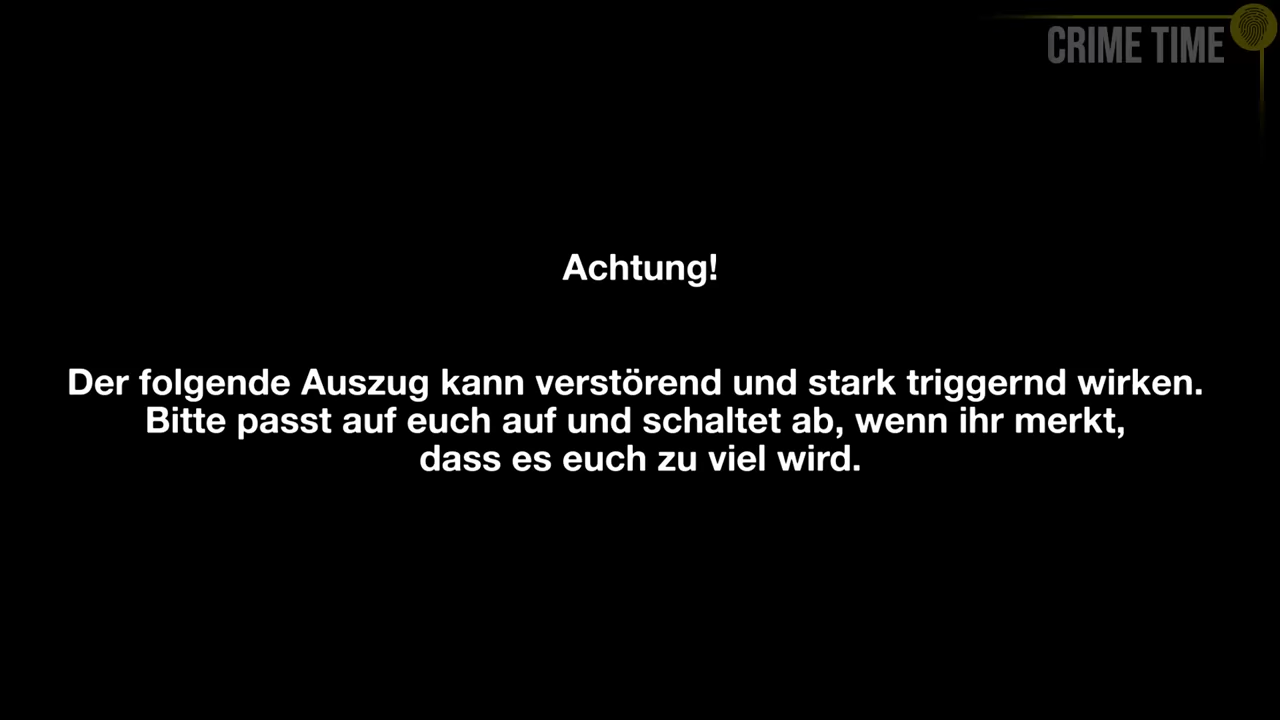 CRIME TIME
Achtung!
Der folgende Auszug kann verstörend und stark triggernd wirken.
Bitte passt auf euch auf und schaltet ab, wenn ihr merkt,
dass es euch zu viel wird.